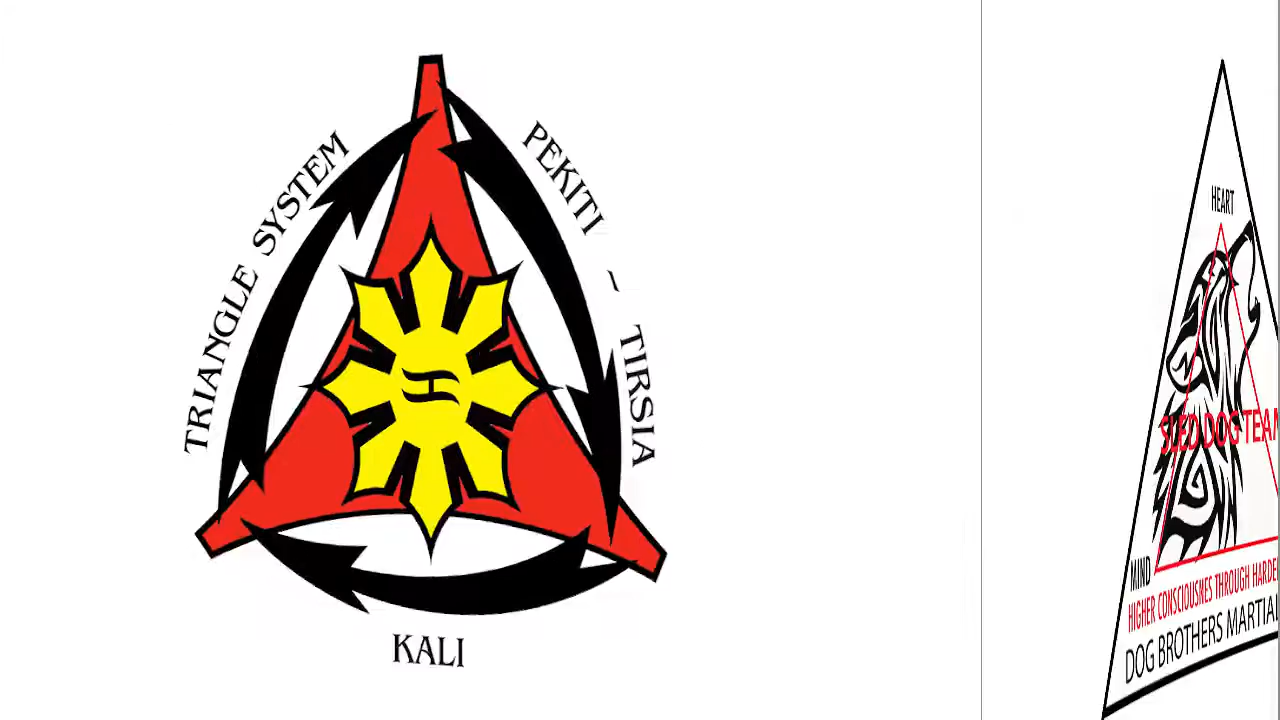 TRIANGLE SYSTEM
PEKITI - TIRSIA
KALI
HEART
SLED DOG TEAM
MIND
HIGHER CONSCIOUSNES THROUGH HARDE
DOG BROTHERS MARTIAL